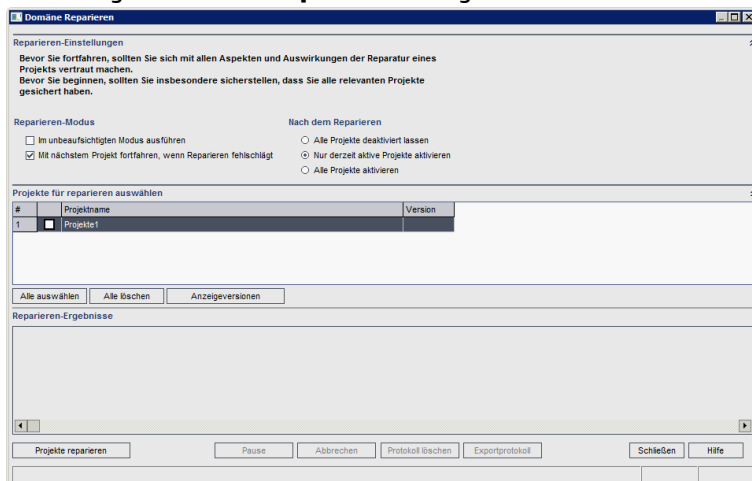 Domäne Reparieren
Reparieren-Einstellungen
Bevor Sie fortfahren, sollten Sie sich mit allen Aspekten und Auswirkungen der Reparatur eines
Projekts vertraut machen.
Bevor Sie beginnen, sollten Sie insbesondere sicherstellen, dass Sie alle relevanten Projekte
gesichert haben.
Reparieren-Modus
Nach dem Reparieren
Im unbeaufsichtigten Modus ausführen
Alle Projekte deaktiviert lassen
Mit nächstem Projekt fortfahren, wenn Reparieren fehlschlägt
Nur derzeit aktive Projekte aktivieren
Alle Projekte aktivieren
Projekte für reparieren auswählen
# Projektname Version
1 Projekte1
Alle auswählen Alle löschen Anzeigeversionen
Reparieren-Ergebnisse
Projekte reparieren Pause Abbrechen Protokoll löschen Exportprotokoll Schließen Hilfe